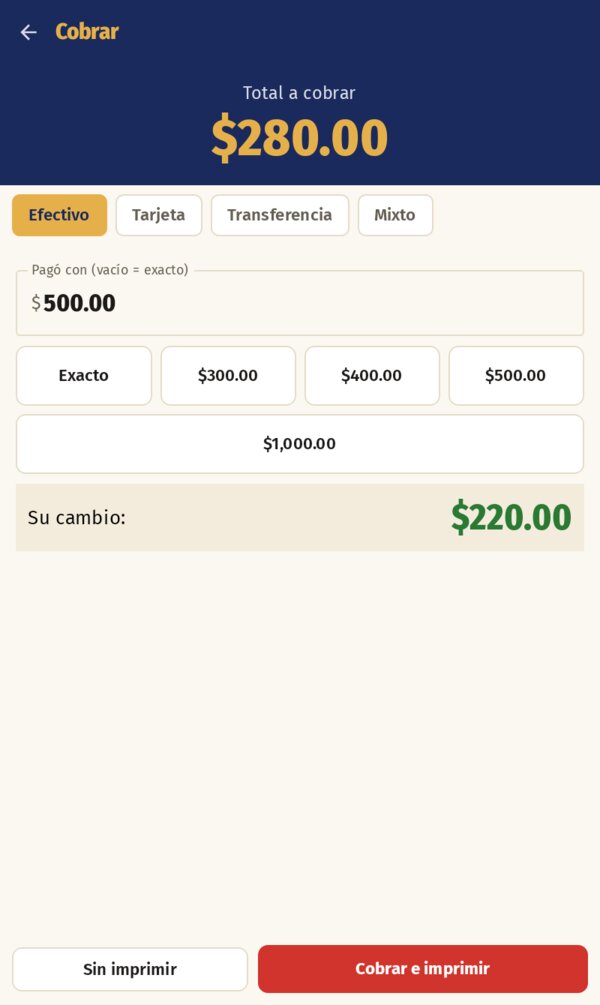 Cobrar
Total a cobrar
$280.00
Efectivo Tarjeta Transferencia Mixto
Pagó con (vacío = exacto)
$500.00
Exacto $300.00 $400.00 $500.00
$1,000.00
Su cambio: $220.00
Sin imprimir Cobrar e imprimir